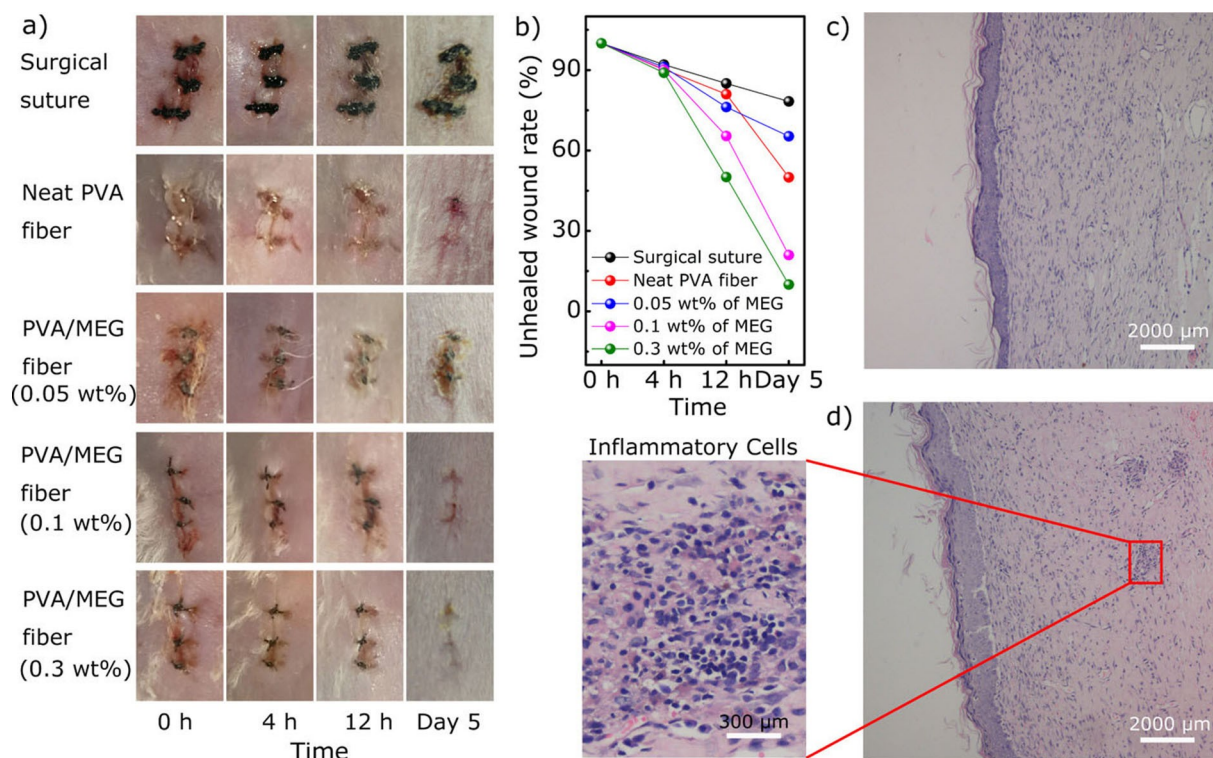 a)
Surgical
suture
Neat PVA
fiber
PVA/MEG
fiber
(0.05 wt%)
PVA/MEG
fiber
(0.1 wt%)
PVA/MEG
fiber
(0.3 wt%)
0 h 4 h 12 h Day 5
Time
b)
Unhealed wound rate (%)
90
60
30
0
Surgical suture
Neat PVA fiber
0.05 wt% of MEG
0.1 wt% of MEG
0.3 wt% of MEG
0 h 4 h 12 h Day 5
Time
c)
2000 µm
Inflammatory Cells
300 µm
d)
2000 µm